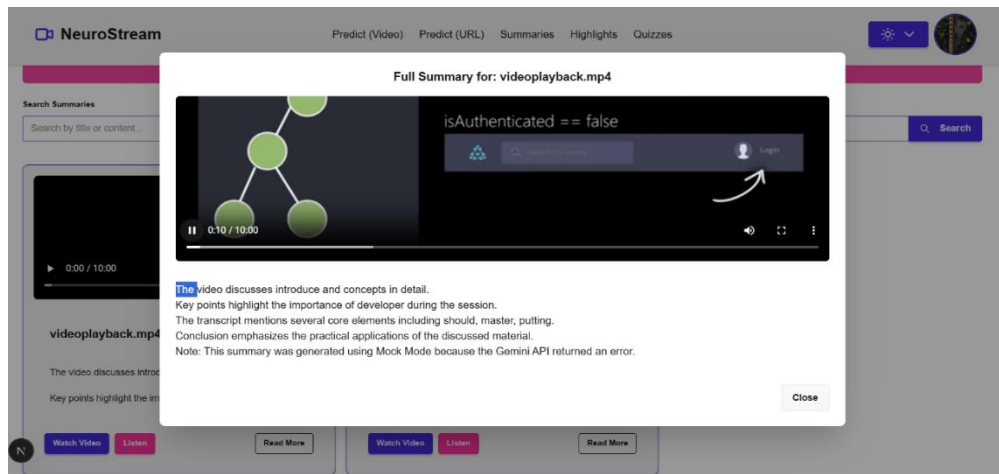 NeuroStream
Predict (Video) Predict (URL) Summaries Highlights Quizzes
Full Summary for: videoplayback.mp4
Search Summaries
Search by title or content...
Search
isAuthenticated == false
Login
0:10 / 10:00
0:00 / 10:00
The video discusses introduce and concepts in detail.
Key points highlight the importance of developer during the session.
The transcript mentions several core elements including should, master, putting.
Conclusion emphasizes the practical applications of the discussed material.
Note: This summary was generated using Mock Mode because the Gemini API returned an error.
Close
videoplayback.mp4
The video discusses introd
Key points highlight the im
Watch Video Listen Read More
Watch Video Listen Read More
N